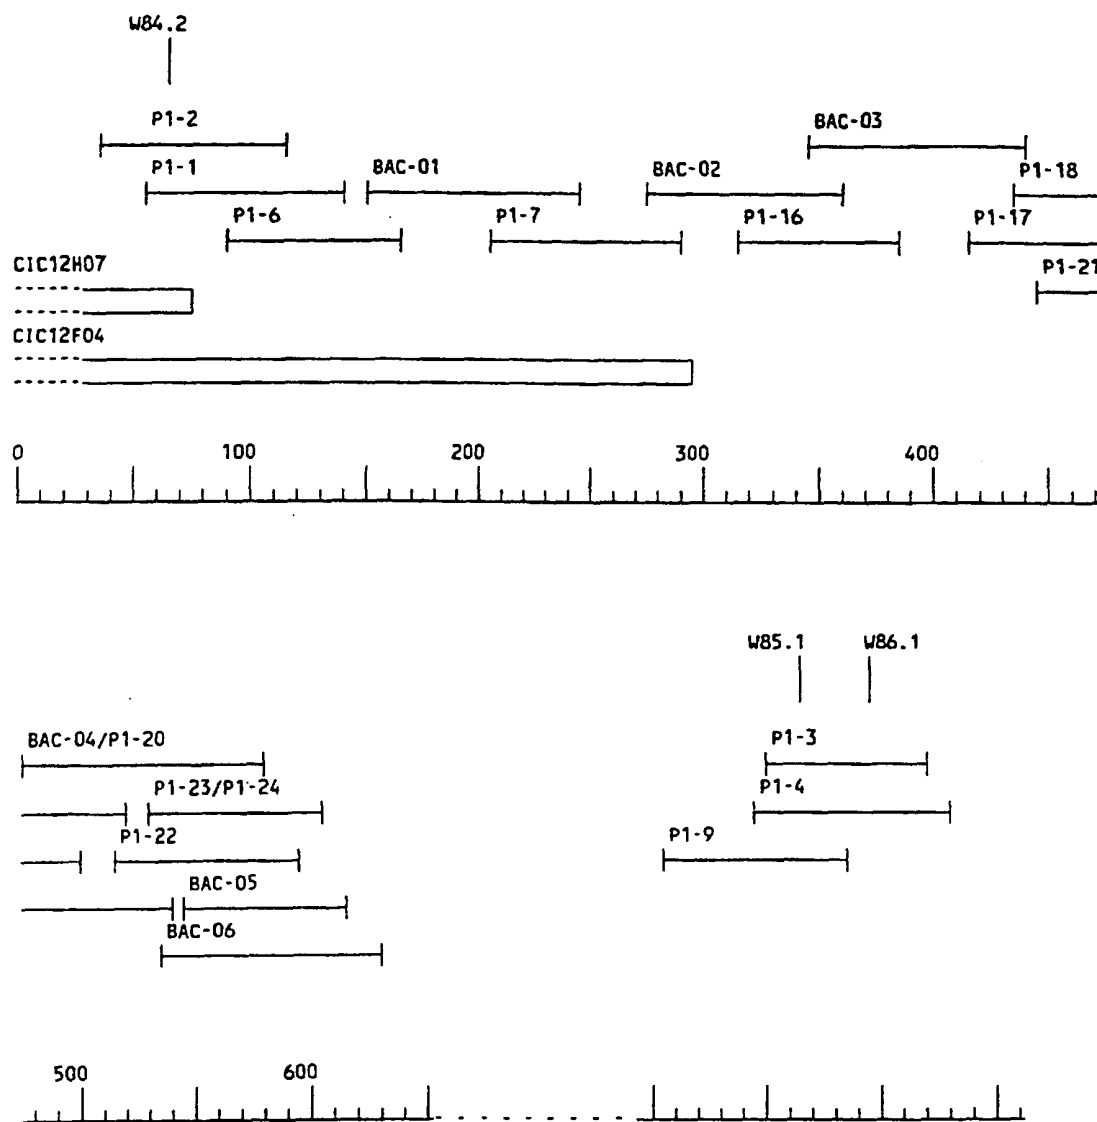 W84.2
P1-2
BAC-03
P1-1 BAC-01 BAC-02 P1-18
P1-6 P1-7 P1-16 P1-17
CIC12H07 P1-21
CIC12F04
0 100 200 300 400
W85.1 W86.1
BAC-04/P1-20 P1-3
P1-23/P1-24 P1-4
P1-22 P1-9
BAC-05
BAC-06
500 600